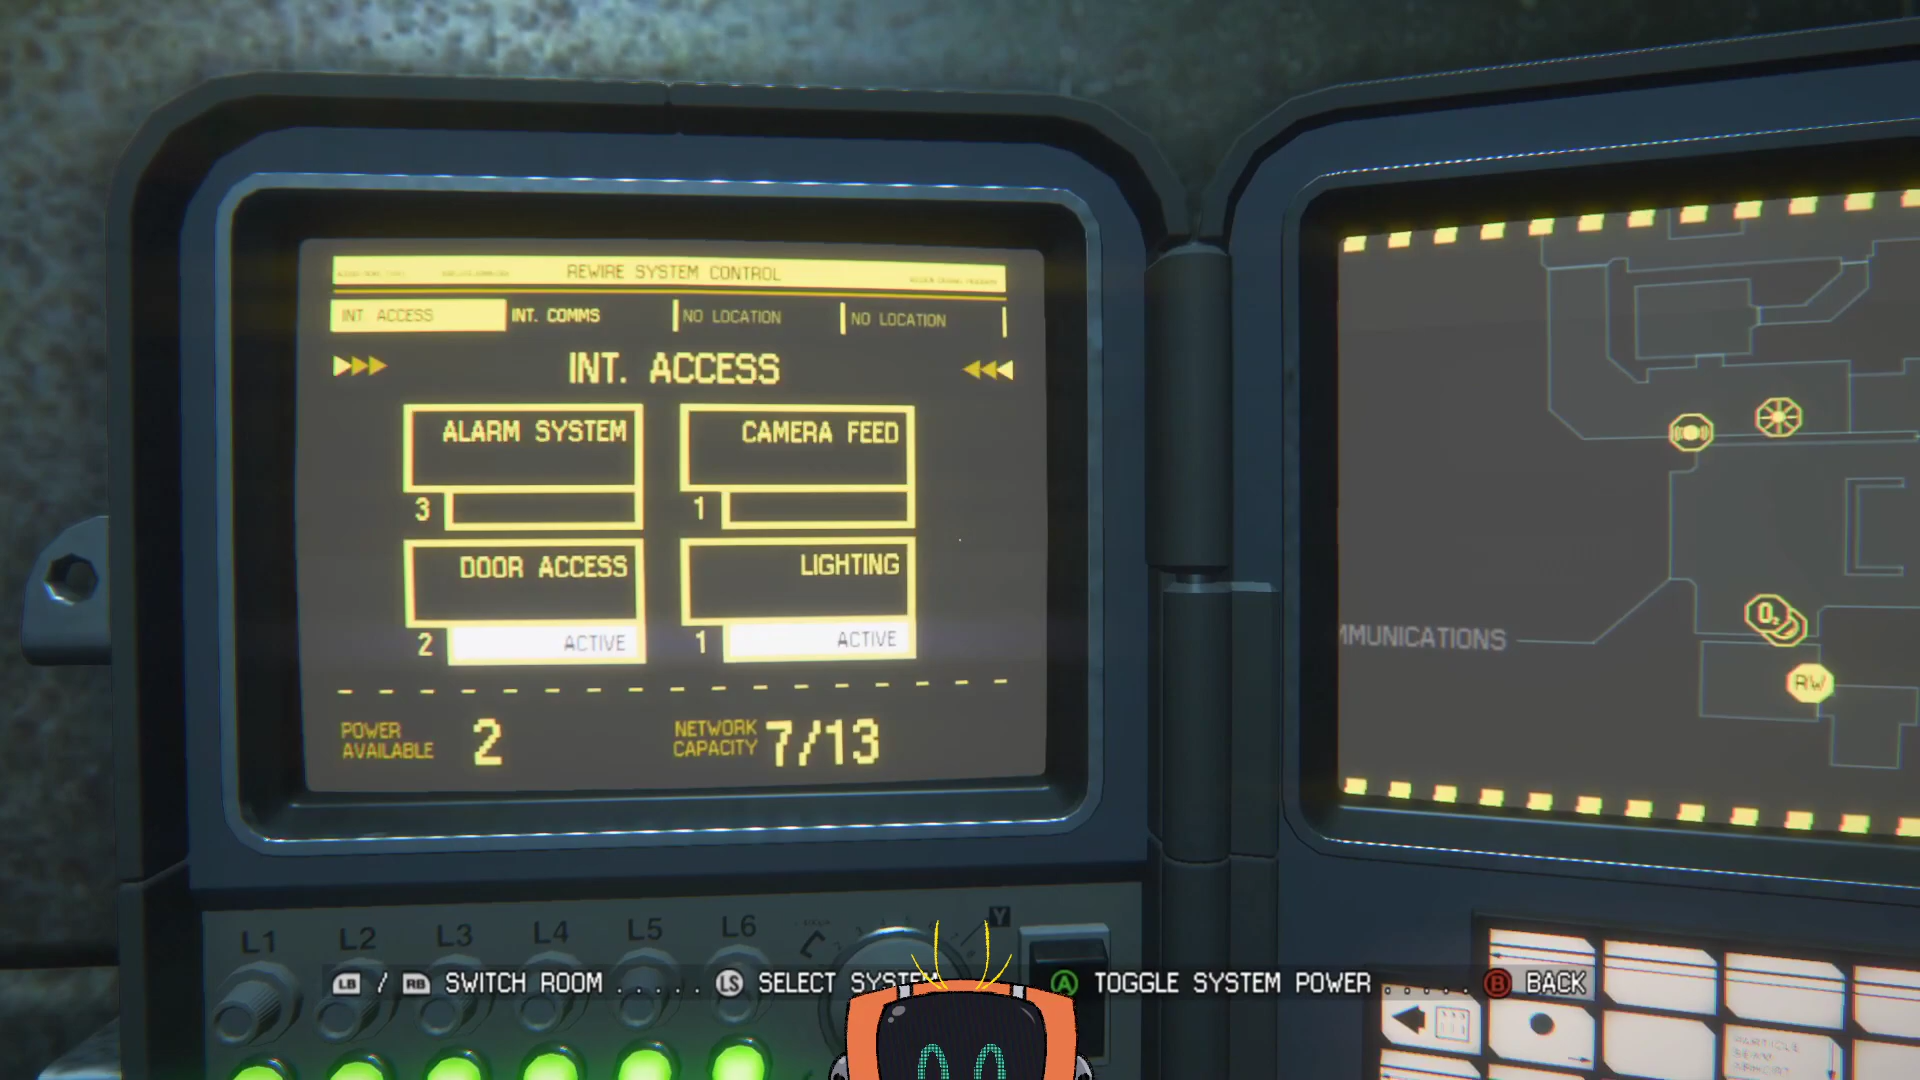 REWIRE SYSTEM CONTROL
INT. ACCESS INT. COMMS NO LOCATION NO LOCATION
INT. ACCESS
ALARM SYSTEM CAMERA FEED
3 1
DOOR ACCESS LIGHTING
2 ACTIVE 1 ACTIVE
POWER AVAILABLE 2 NETWORK CAPACITY 7/13
MMUNICATIONS
O₂
RW
L1 L2 L3 L4 L5 L6
Y
LB / RB SWITCH ROOM ..... LS SELECT SYSTEM A TOGGLE SYSTEM POWER ..... B BACK